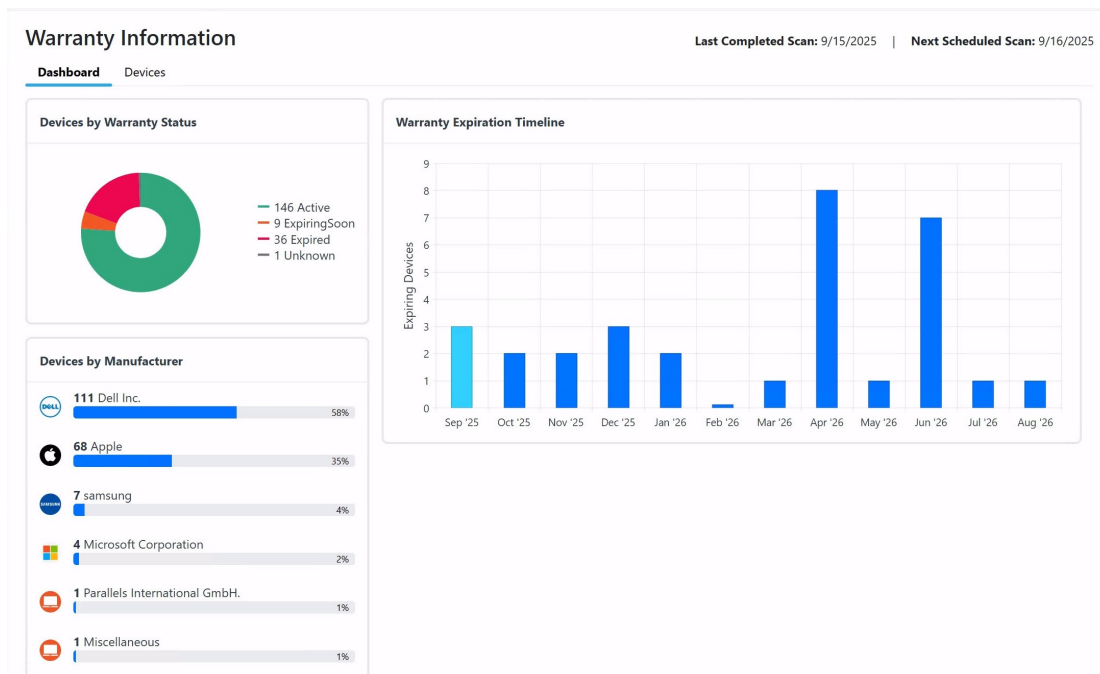 Warranty Information
Last Completed Scan: 9/15/2025 | Next Scheduled Scan: 9/16/2025
Dashboard Devices
Devices by Warranty Status
146 Active
9 ExpiringSoon
36 Expired
1 Unknown
Warranty Expiration Timeline
Expiring Devices
9
8
7
6
5
4
3
2
1
0
Sep '25 Oct '25 Nov '25 Dec '25 Jan '26 Feb '26 Mar '26 Apr '26 May '26 Jun '26 Jul '26 Aug '26
Devices by Manufacturer
DELL
111 Dell Inc.
58%
68 Apple
35%
SAMSUNG
7 samsung
4%
4 Microsoft Corporation
2%
1 Parallels International GmbH.
1%
1 Miscellaneous
1%